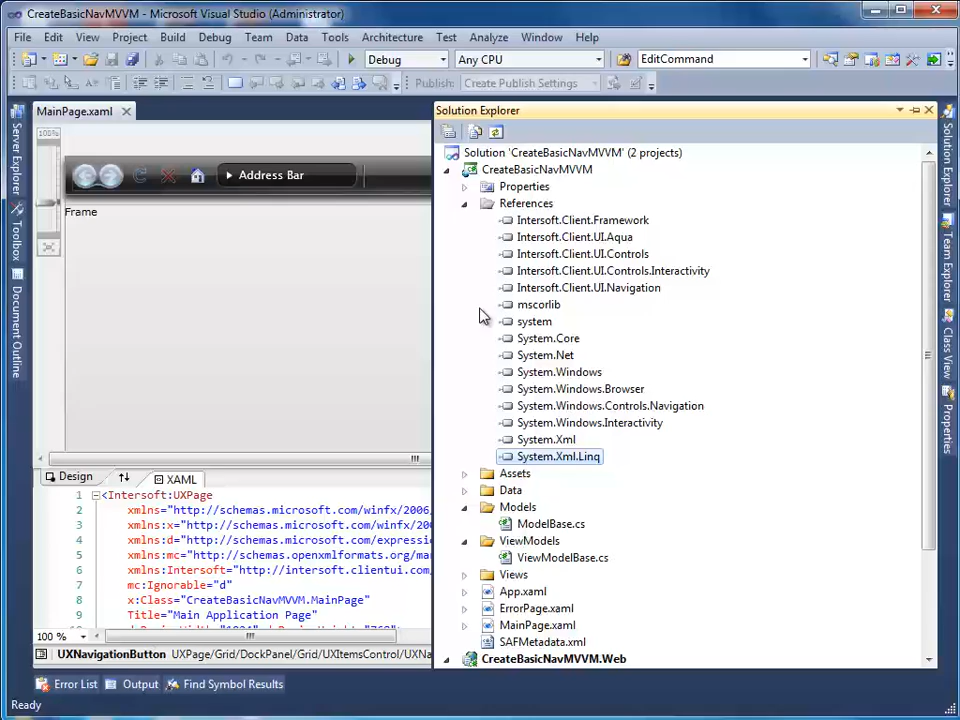 CreateBasicNavMVVM - Microsoft Visual Studio (Administrator)
File Edit View Project Build Debug Team Data Tools Architecture Test Analyze Window Help
Debug Any CPU EditCommand
Publish: Create Publish Settings
MainPage.xaml
Solution Explorer
Server Explorer
Toolbox
Document Outline
100%
Address Bar
Frame
Solution 'CreateBasicNavMVVM' (2 projects)
CreateBasicNavMVVM
Properties
References
Intersoft.Client.Framework
Intersoft.Client.UI.Aqua
Intersoft.Client.UI.Controls
Intersoft.Client.UI.Controls.Interactivity
Intersoft.Client.UI.Navigation
mscorlib
system
System.Core
System.Net
System.Windows
System.Windows.Browser
System.Windows.Controls.Navigation
System.Windows.Interactivity
System.Xml
System.Xml.Linq
Assets
Data
Models
ModelBase.cs
ViewModels
ViewModelBase.cs
Views
App.xaml
ErrorPage.xaml
MainPage.xaml
SAFMetadata.xml
CreateBasicNavMVVM.Web
Solution Explorer
Team Explorer
Class View
Properties
Design XAML
1 <Intersoft:UXPage
2 xmlns="http://schemas.microsoft.com/winfx/2006,
3 xmlns:x="http://schemas.microsoft.com/winfx/200
4 xmlns:d="http://schemas.microsoft.com/expressi
5 xmlns:mc="http://schemas.openxmlformats.org/mar
6 xmlns:Intersoft="http://intersoft.clientui.com,
7 mc:Ignorable="d"
8 x:Class="CreateBasicNavMVVM.MainPage"
9 Title="Main Application Page"
100 %
UXNavigationButton UXPage/Grid/DockPanel/Grid/UXItemsControl/UXNa
Error List Output Find Symbol Results
Ready